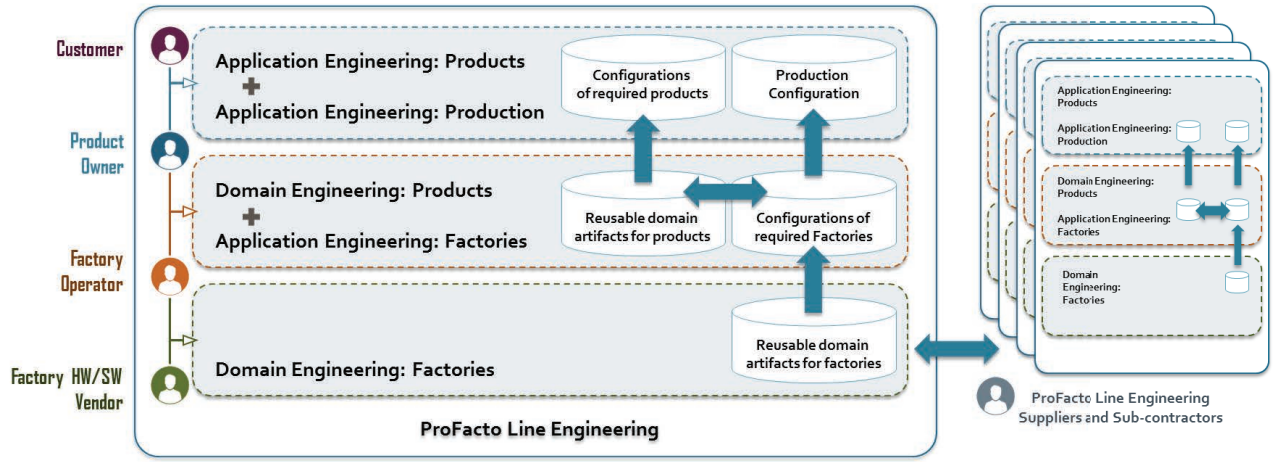 Customer
Product
Owner
Factory
Operator
Factory HW/SW
Vendor
Application Engineering: Products
Application Engineering: Production
Configurations
of required products
Production
Configuration
Domain Engineering: Products
Application Engineering: Factories
Reusable domain
artifacts for products
Configurations of
required Factories
Domain Engineering: Factories
Reusable domain
artifacts for factories
ProFacto Line Engineering
Application Engineering:
Products
Application Engineering:
Production
Domain Engineering:
Products
Application Engineering:
Factories
Domain
Engineering:
Factories
ProFacto Line Engineering
Suppliers and Sub-contractors